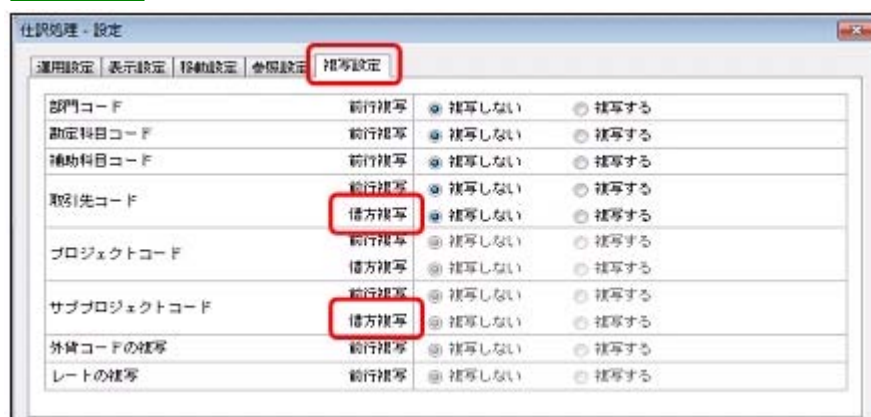 仕訳処理 - 設定
運用設定 表示設定 移動設定 参照設定 複写設定
部門コード 前行複写 複写しない 複写する
勘定科目コード 前行複写 複写しない 複写する
補助科目コード 前行複写 複写しない 複写する
取引先コード 前行複写 複写しない 複写する
借方複写 複写しない 複写する
プロジェクトコード 前行複写 複写しない 複写する
借方複写 複写しない 複写する
サブプロジェクトコード 前行複写 複写しない 複写する
借方複写 複写しない 複写する
外貨コードの複写 前行複写 複写しない 複写する
レートの複写 前行複写 複写しない 複写する